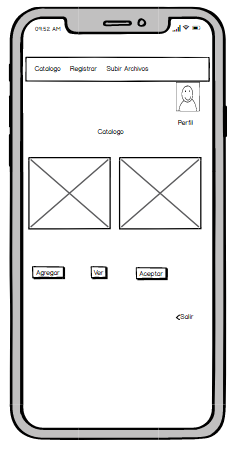 09:52 AM
Catalogo Registrar Subir Archivos
Perfil
Catalogo
Agregar Ver Aceptar
<Salir